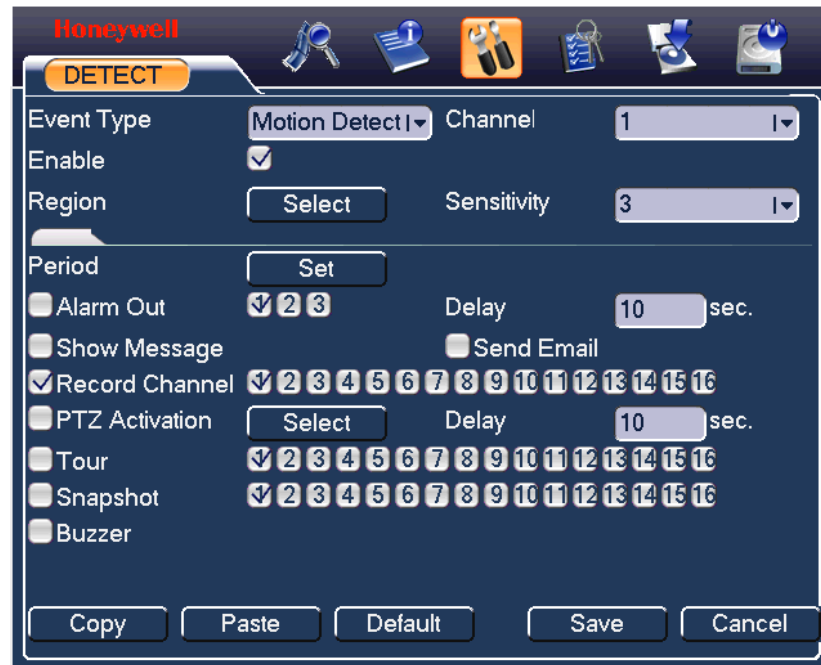 Honeywell
DETECT
Event Type Motion Detect Channel 1
Enable
Region Select Sensitivity 3
Period Set
Alarm Out 1 2 3 Delay 10 sec.
Show Message Send Email
Record Channel 1 2 3 4 5 6 7 8 9 10 11 12 13 14 15 16
PTZ Activation Select Delay 10 sec.
Tour 1 2 3 4 5 6 7 8 9 10 11 12 13 14 15 16
Snapshot 1 2 3 4 5 6 7 8 9 10 11 12 13 14 15 16
Buzzer
Copy Paste Default Save Cancel